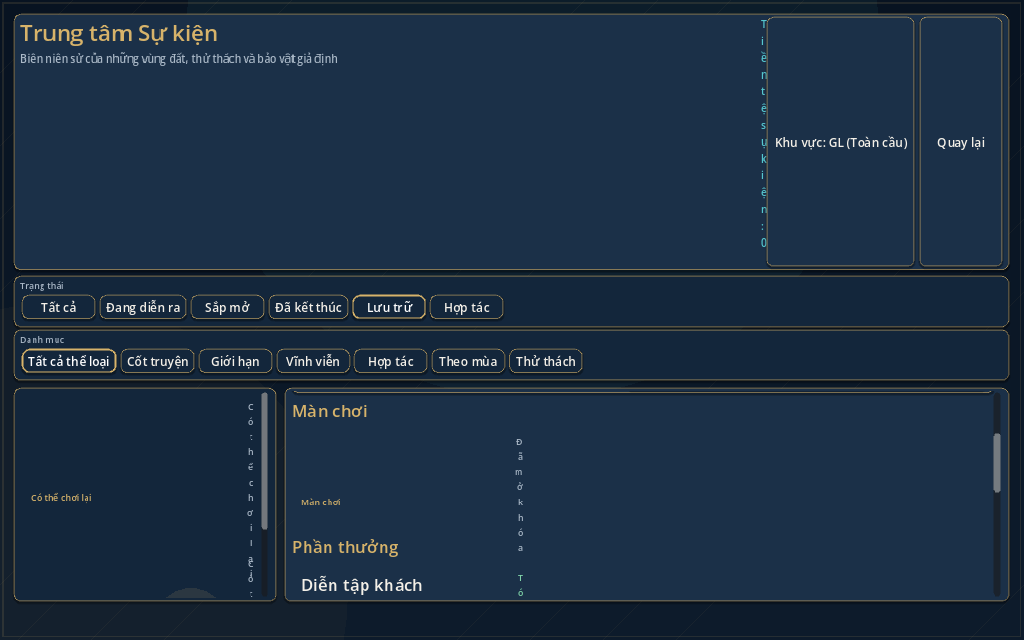 Trung tâm Sự kiện
Biên niên sử của những vùng đất, thử thách và bảo vật giả định
Tiền tệ sự kiện: 0
Khu vực: GL (Toàn cầu)
Quay lại
Trạng thái
Tất cả
Đang diễn ra
Sắp mở
Đã kết thúc
Lưu trữ
Hợp tác
Danh mục
Tất cả thể loại
Cốt truyện
Giới hạn
Vĩnh viễn
Hợp tác
Theo mùa
Thử thách
Có thể chơi lại
Có thể chơi lại
Màn chơi
Màn chơi
Đã mở khóa
Phần thưởng
Diễn tập khách